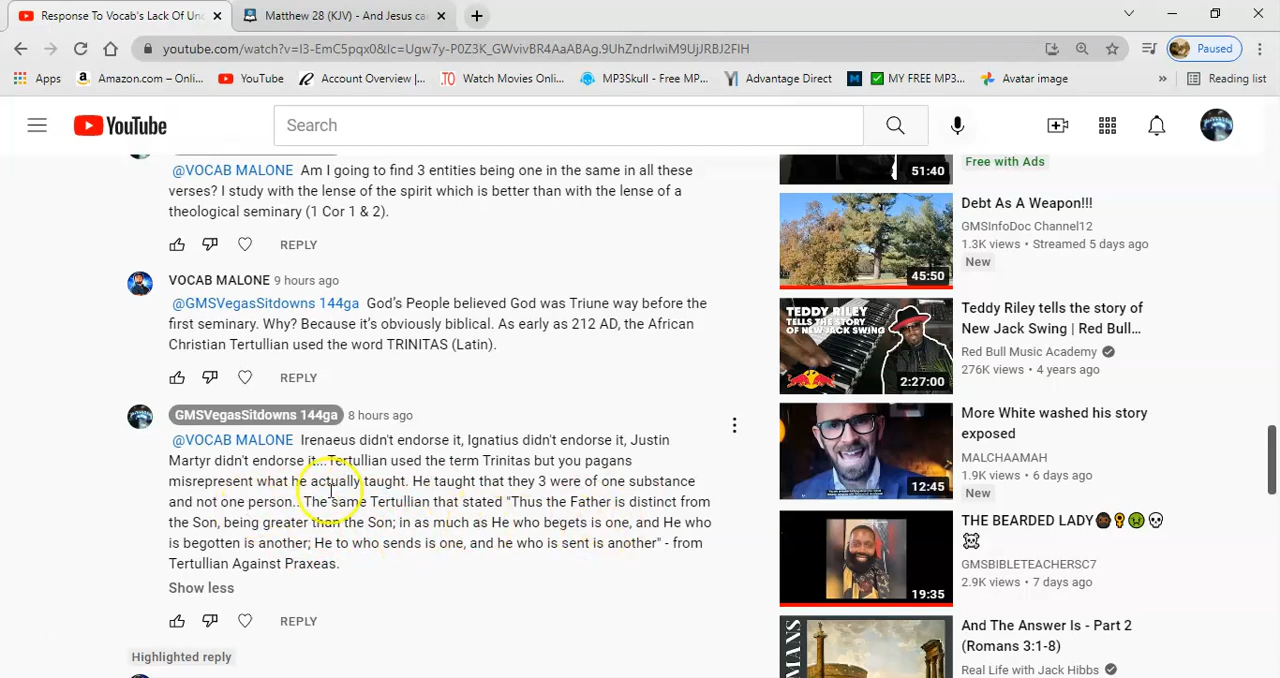 Response To Vocab's Lack Of Und
Matthew 28 (KJV) - And Jesus ca
youtube.com/watch?v=I3-EmC5pqx0&lc=Ugw7y-P0Z3K_GWvivBR4AaABAg.9UhZndrlwiM9UjJRBJ2FIH
Paused
Apps
Amazon.com – Onli...
YouTube
Account Overview |...
Watch Movies Onlin...
MP3Skull - Free MP...
Advantage Direct
MY FREE MP3...
Avatar image
»
Reading list
YouTube
Search
@VOCAB MALONE Am I going to find 3 entities being one in the same in all these
verses? I study with the lense of the spirit which is better than with the lense of a
theological seminary (1 Cor 1 & 2).
REPLY
VOCAB MALONE 9 hours ago
@GMSVegasSitdowns 144ga God's People believed God was Triune way before the
first seminary. Why? Because it's obviously biblical. As early as 212 AD, the African
Christian Tertullian used the word TRINITAS (Latin).
REPLY
GMSVegasSitdowns 144ga 8 hours ago
@VOCAB MALONE Irenaeus didn't endorse it, Ignatius didn't endorse it, Justin
Martyr didn't endorse it...Tertullian used the term Trinitas but you pagans
misrepresent what he actually taught. He taught that they 3 were of one substance
and not one person...The same Tertullian that stated "Thus the Father is distinct from
the Son, being greater than the Son; in as much as He who begets is one, and He who
is begotten is another; He to who sends is one, and he who is sent is another" - from
Tertullian Against Praxeas.
Show less
REPLY
Highlighted reply
51:40
Free with Ads
45:50
Debt As A Weapon!!!
GMSInfoDoc Channel12
1.3K views • Streamed 5 days ago
New
TEDDY RILEY
TELLS THE STORY
OF NEW JACK SWING
2:27:00
Teddy Riley tells the story of
New Jack Swing | Red Bull...
Red Bull Music Academy
276K views • 4 years ago
12:45
More White washed his story
exposed
MALCHAAMAH
1.9K views • 6 days ago
New
19:35
THE BEARDED LADY
GMSBIBLETEACHERSC7
2.9K views • 7 days ago
ROMANS
And The Answer Is - Part 2
(Romans 3:1-8)
Real Life with Jack Hibbs